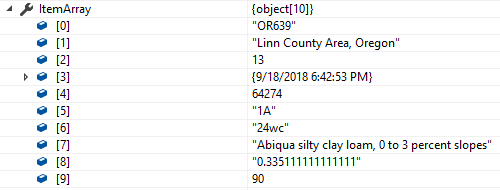 ItemArray {object[10]}
[0] "OR639"
[1] "Linn County Area, Oregon"
[2] 13
[3] {9/18/2018 6:42:53 PM}
[4] 64274
[5] "1A"
[6] "24wc"
[7] "Abiqua silty clay loam, 0 to 3 percent slopes"
[8] "0.335111111111111"
[9] 90